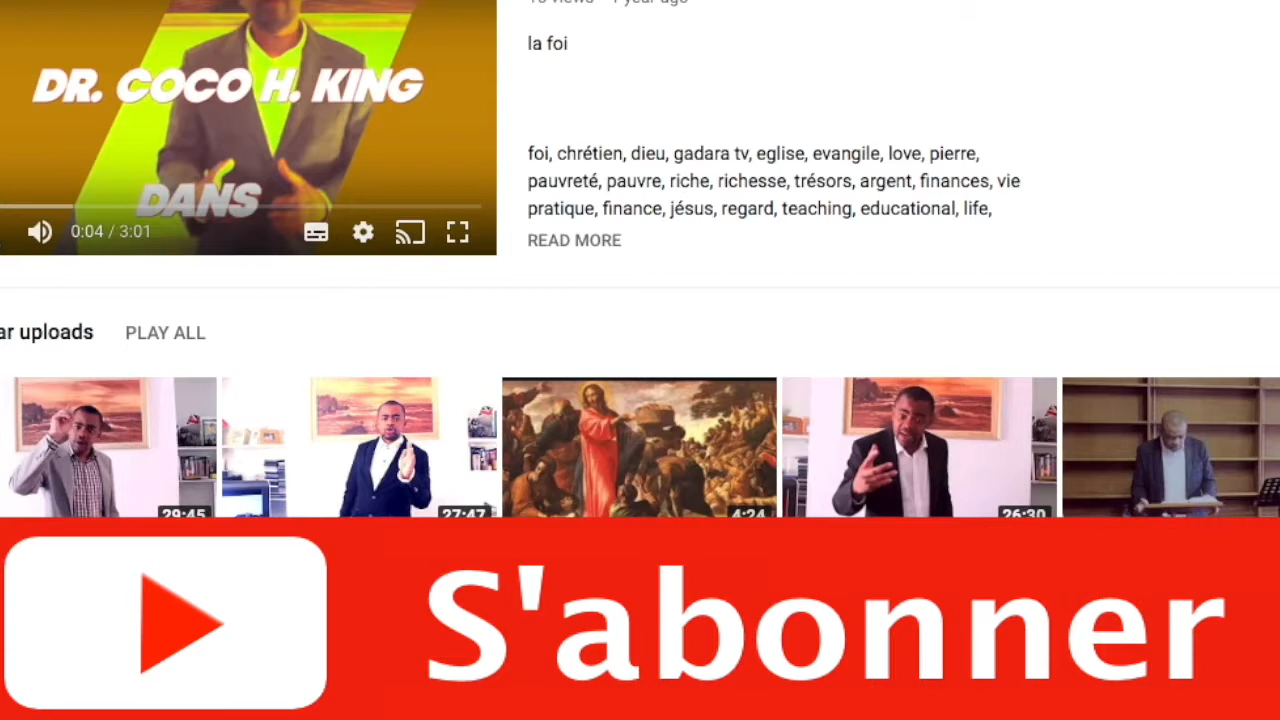 DR. COCO H. KING
DANS
0:04 / 3:01
la foi
foi, chrétien, dieu, gadara tv, eglise, evangile, love, pierre,
pauvreté, pauvre, riche, richesse, trésors, argent, finances, vie
pratique, finance, jésus, regard, teaching, educational, life,
READ MORE
uploads PLAY ALL
29:45
27:47
4:24
26:30
S'abonner